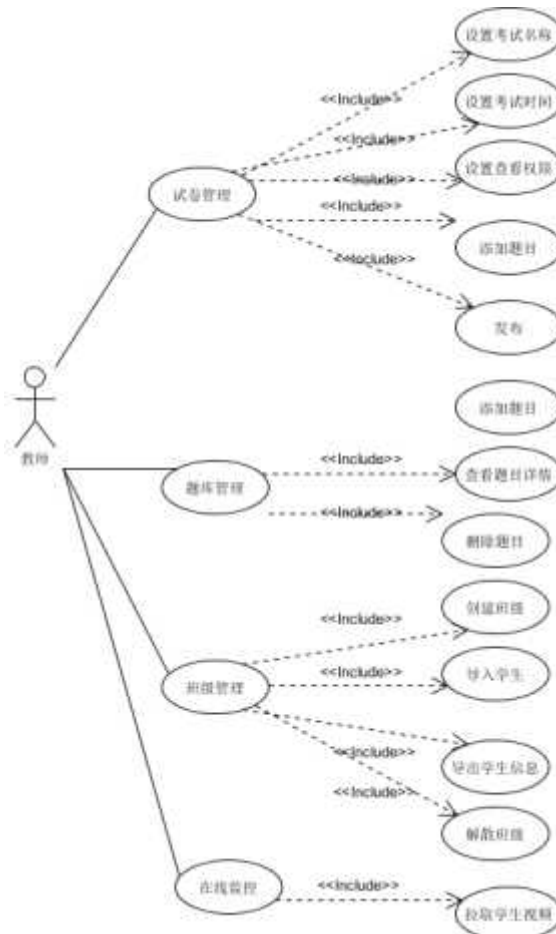 设置考试名称
<<Include>>
设置考试时间
<<Include>>
设置查看权限
试卷管理
<<Include>>
添加题目
<<Include>>
发布
教师
添加题目
<<Include>>
查看题目详情
题库管理
<<Include>>
删除题目
创建班级
<<Include>>
导入学生
<<Include>>
班级管理
<<Include>>
导出学生信息
<<Include>>
解散班级
在线监控
<<Include>>
拉取学生视频